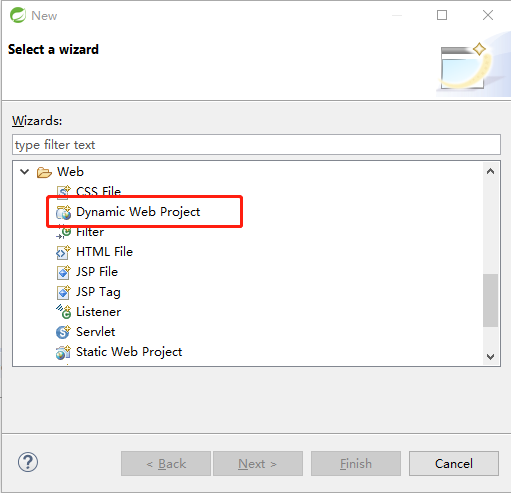 New
Select a wizard
Wizards:
type filter text
Web
CSS File
Dynamic Web Project
Filter
HTML File
JSP File
JSP Tag
Listener
Servlet
Static Web Project
? < Back Next > Finish Cancel